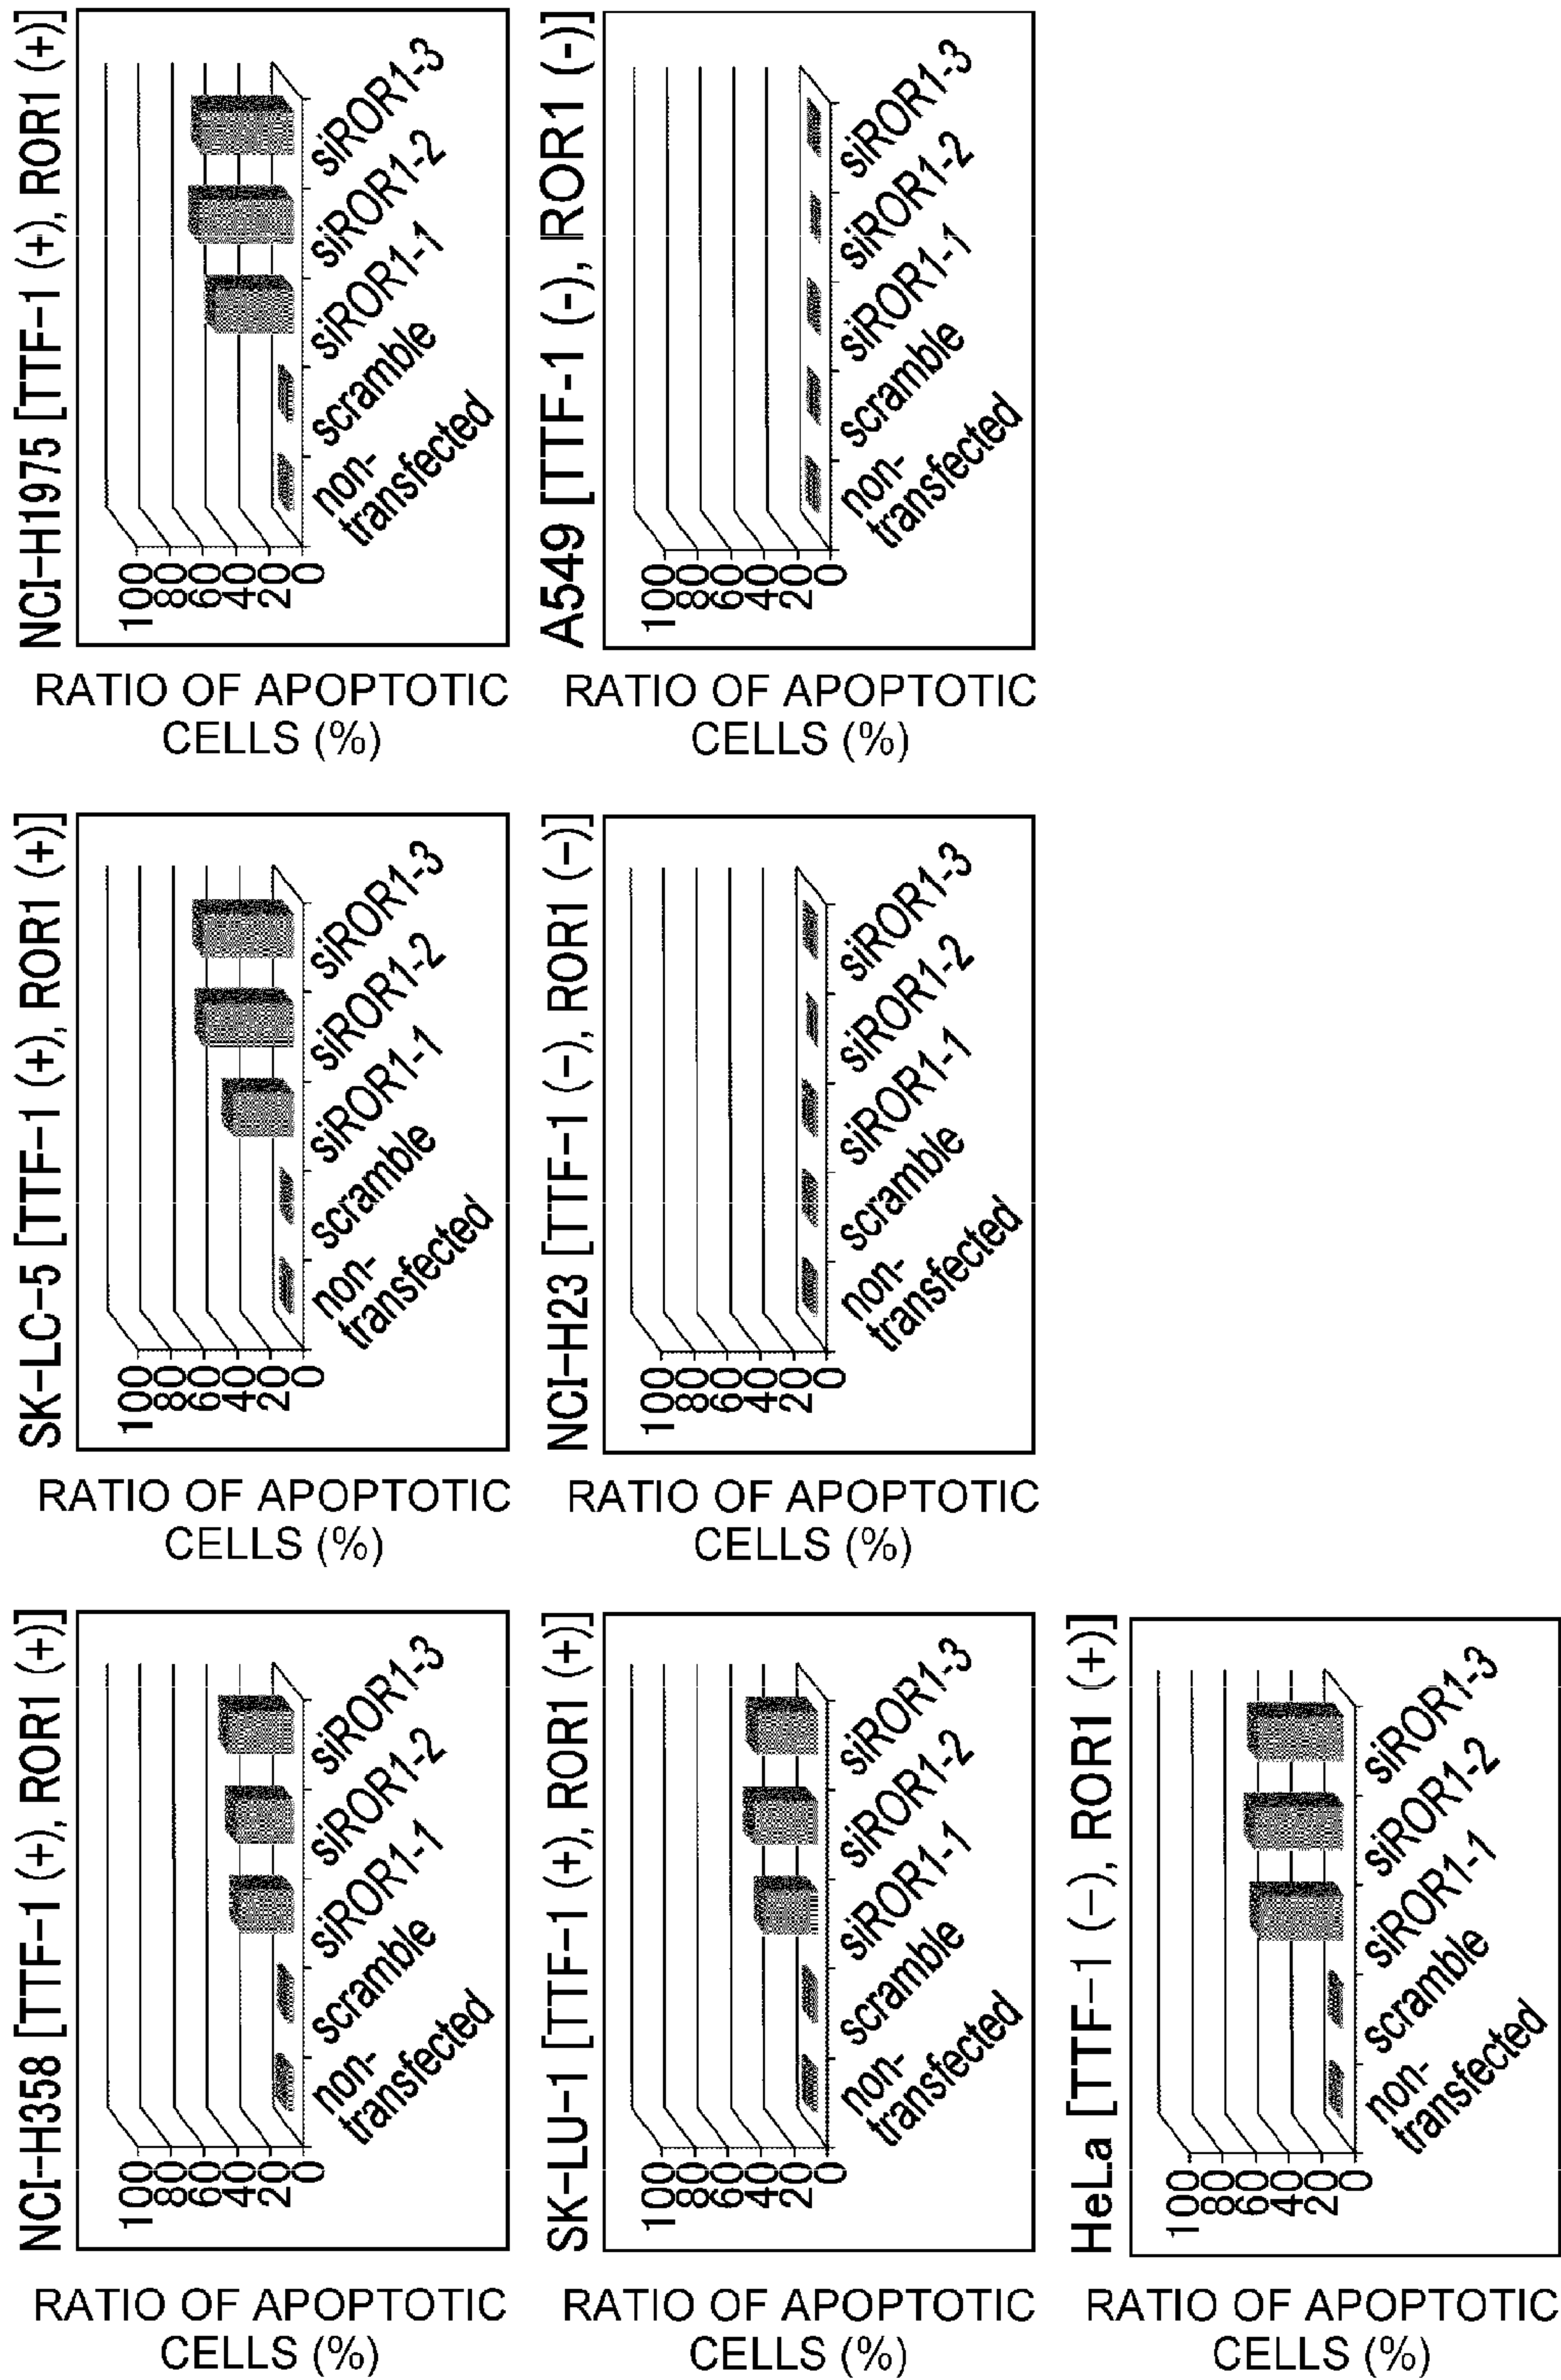 NCI-H358 [TTF-1 (+), ROR1 (+)]
RATIO OF APOPTOTIC
CELLS (%)
100
80
60
40
20
0
non-
transfected
scramble
siROR1-1
siROR1-2
siROR1-3
SK-LC-5 [TTF-1 (+), ROR1 (+)]
RATIO OF APOPTOTIC
CELLS (%)
100
80
60
40
20
0
non-
transfected
scramble
siROR1-1
siROR1-2
siROR1-3
NCI-H1975 [TTF-1 (+), ROR1 (+)]
RATIO OF APOPTOTIC
CELLS (%)
100
80
60
40
20
0
non-
transfected
scramble
siROR1-1
siROR1-2
siROR1-3
SK-LU-1 [TTF-1 (+), ROR1 (+)]
RATIO OF APOPTOTIC
CELLS (%)
100
80
60
40
20
0
non-
transfected
scramble
siROR1-1
siROR1-2
siROR1-3
NCI-H23 [TTF-1 (-), ROR1 (-)]
RATIO OF APOPTOTIC
CELLS (%)
100
80
60
40
20
0
non-
transfected
scramble
siROR1-1
siROR1-2
siROR1-3
A549 [TTF-1 (-), ROR1 (-)]
RATIO OF APOPTOTIC
CELLS (%)
100
80
60
40
20
0
non-
transfected
scramble
siROR1-1
siROR1-2
siROR1-3
HeLa [TTF-1 (-), ROR1 (+)]
RATIO OF APOPTOTIC
CELLS (%)
100
80
60
40
20
0
non-
transfected
scramble
siROR1-1
siROR1-2
siROR1-3